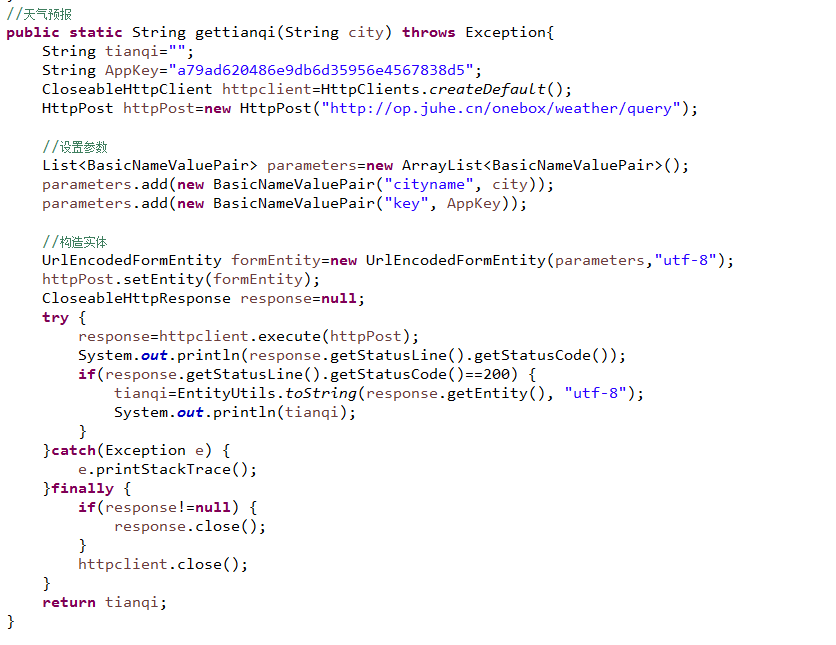 //天气预报
public static String gettianqi(String city) throws Exception{
    String tianqi="";
    String AppKey="a79ad620486e9db6d35956e4567838d5";
    CloseableHttpClient httpclient=HttpClients.createDefault();
    HttpPost httpPost=new HttpPost("http://op.juhe.cn/onebox/weather/query");

    //设置参数
    List<BasicNameValuePair> parameters=new ArrayList<BasicNameValuePair>();
    parameters.add(new BasicNameValuePair("cityname", city));
    parameters.add(new BasicNameValuePair("key", AppKey));

    //构造实体
    UrlEncodedFormEntity formEntity=new UrlEncodedFormEntity(parameters,"utf-8");
    httpPost.setEntity(formEntity);
    CloseableHttpResponse response=null;
    try {
        response=httpclient.execute(httpPost);
        System.out.println(response.getStatusLine().getStatusCode());
        if(response.getStatusLine().getStatusCode()==200) {
            tianqi=EntityUtils.toString(response.getEntity(), "utf-8");
            System.out.println(tianqi);
        }
    }catch(Exception e) {
        e.printStackTrace();
    }finally {
        if(response!=null) {
            response.close();
        }
        httpclient.close();
    }
    return tianqi;
}